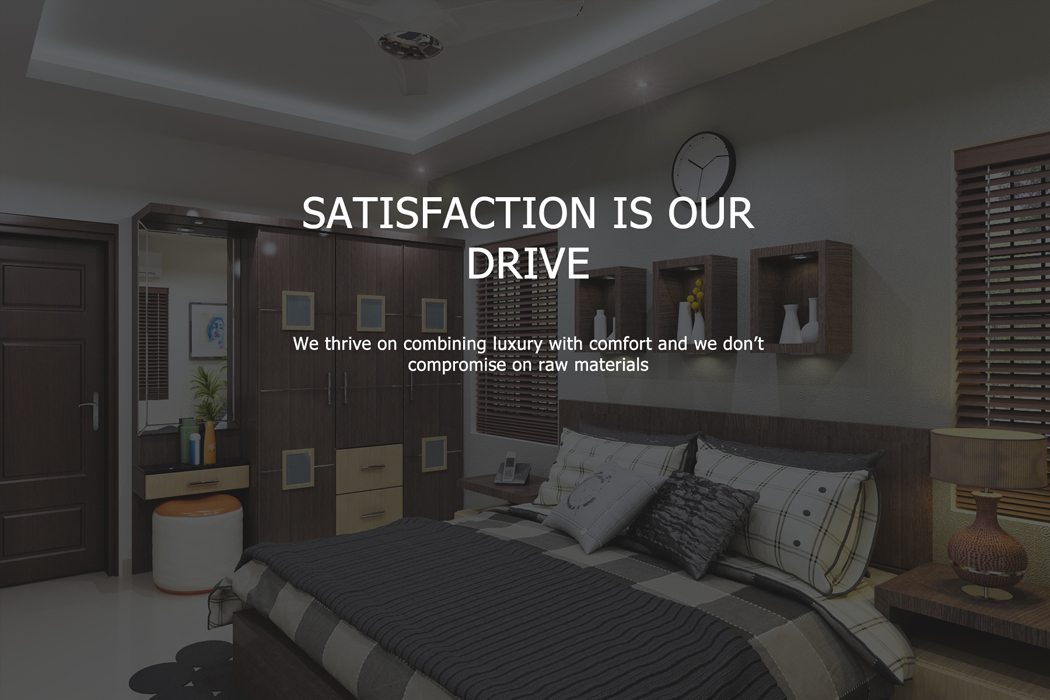 SATISFACTION IS OUR
DRIVE
We thrive on combining luxury with comfort and we don’t
compromise on raw materials